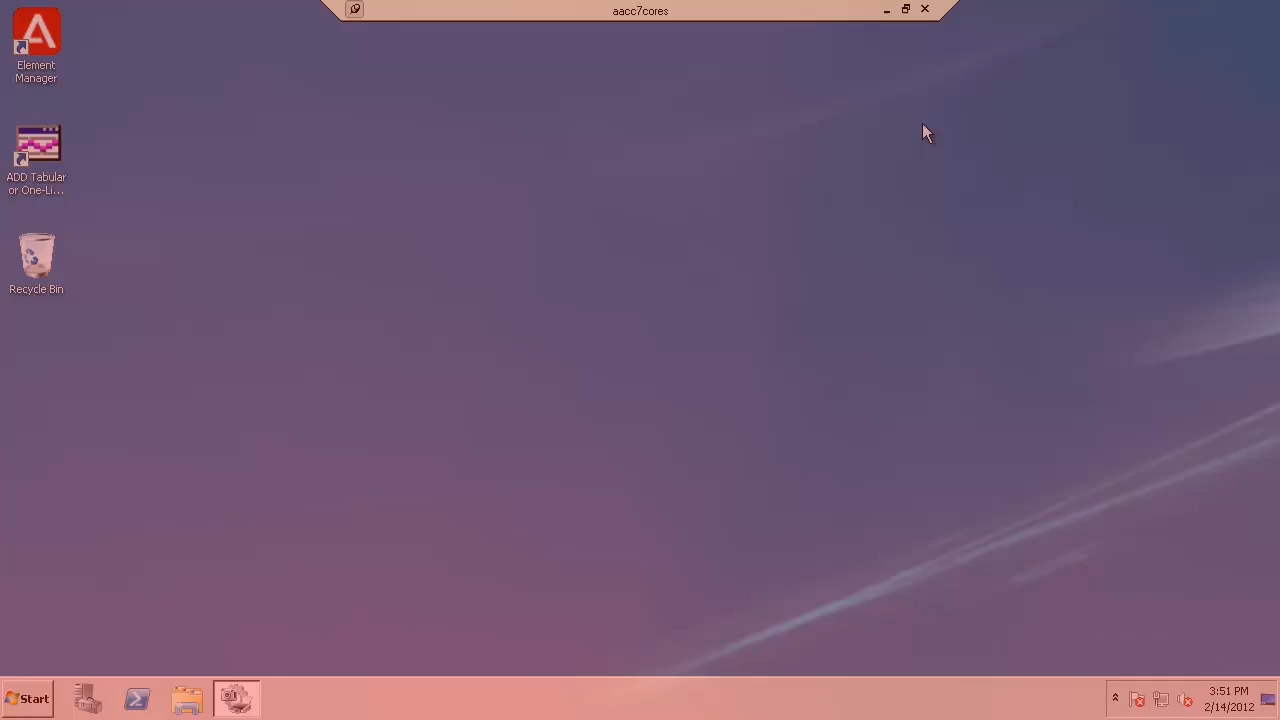 aacc7cores
Element
Manager
ADD Tabular
or One-Li...
Recycle Bin
Start
3:51 PM
2/14/2012